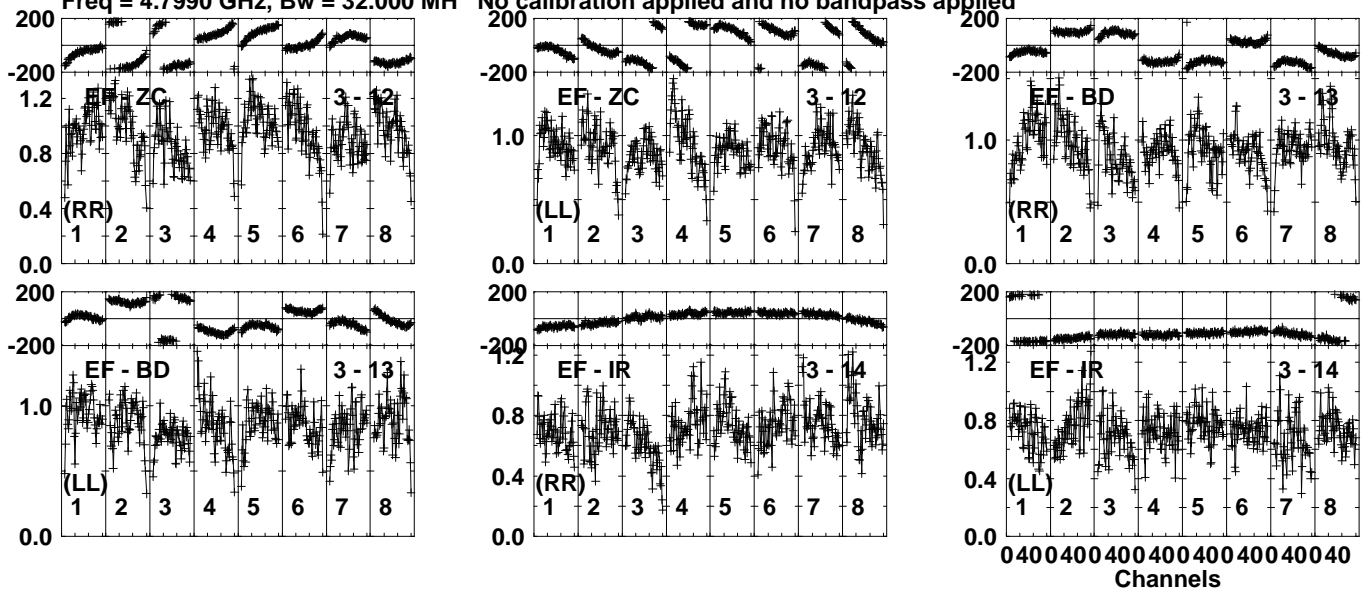 Freq = 4.7990 GHz, Bw = 32.000 MH No calibration applied and no bandpass applied
200
-200
EF - ZC 3 - 12
1.2
0.8
0.4
0.0
(RR)
1 2 3 4 5 6 7 8
EF - ZC 3 - 12
1.0
0.0
(LL)
1 2 3 4 5 6 7 8
200
-200
EF - BD 3 - 13
1.0
0.0
(RR)
1 2 3 4 5 6 7 8
200
-200
EF - BD 3 - 13
1.0
0.0
(LL)
1 2 3 4 5 6 7 8
200
-200
1.2
EF - IR 3 - 14
0.8
0.4
0.0
(RR)
1 2 3 4 5 6 7 8
200
-200
1.2
EF - IR 3 - 14
0.8
0.4
0.0
(LL)
1 2 3 4 5 6 7 8
0 40 0 40 0 40 0 40 0 40 0 40 0 40 0 40
Channels